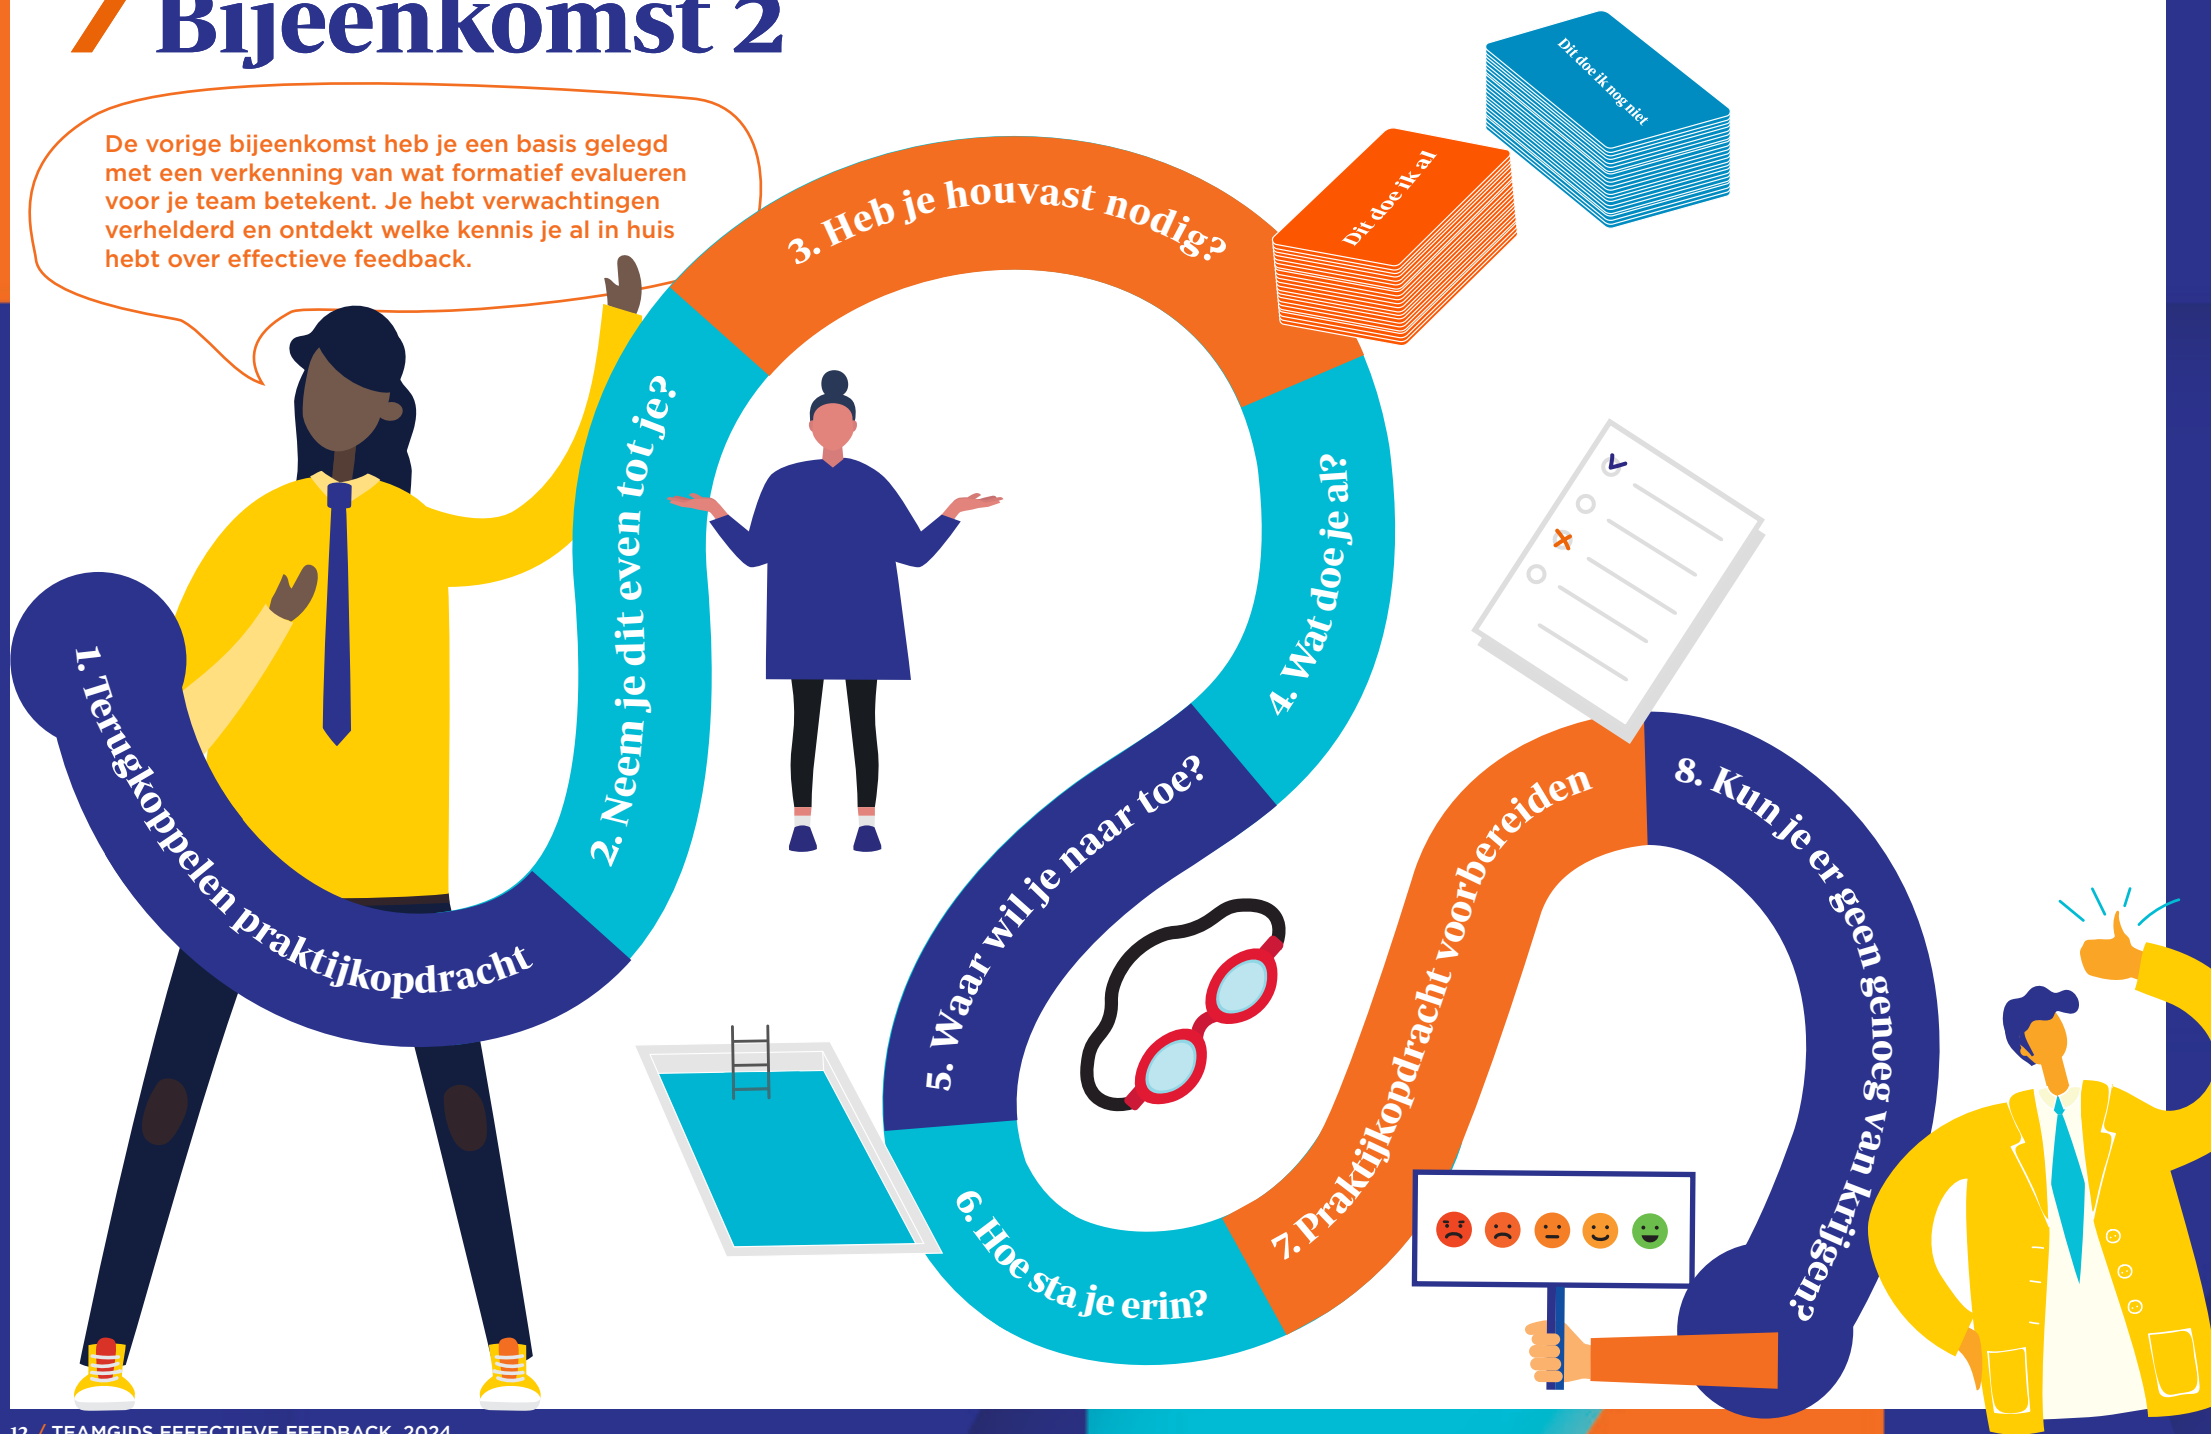 / Bijeenkomst 2
De vorige bijeenkomst heb je een basis gelegd
met een verkenning van wat formatief evalueren
voor je team betekent. Je hebt verwachtingen
verhelderd en ontdekt welke kennis je al in huis
hebt over effectieve feedback.
1. Terugkoppelen praktijkopdracht
2. Neem je dit even tot je?
3. Heb je houvast nodig?
Dit doe ik al
Dit doe ik nog niet
4. Wat doe je al?
5. Waar wil je naar toe?
6. Hoe sta je erin?
7. Praktijkopdracht voorbereiden
8. Kun je er geen genoeg van krijgen?
12 / TEAMGIDS EFFECTIEVE FEEDBACK, 2024